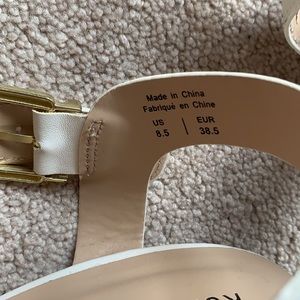 Made in China
Fabriqué en Chine
US | EUR
8.5 | 38.5